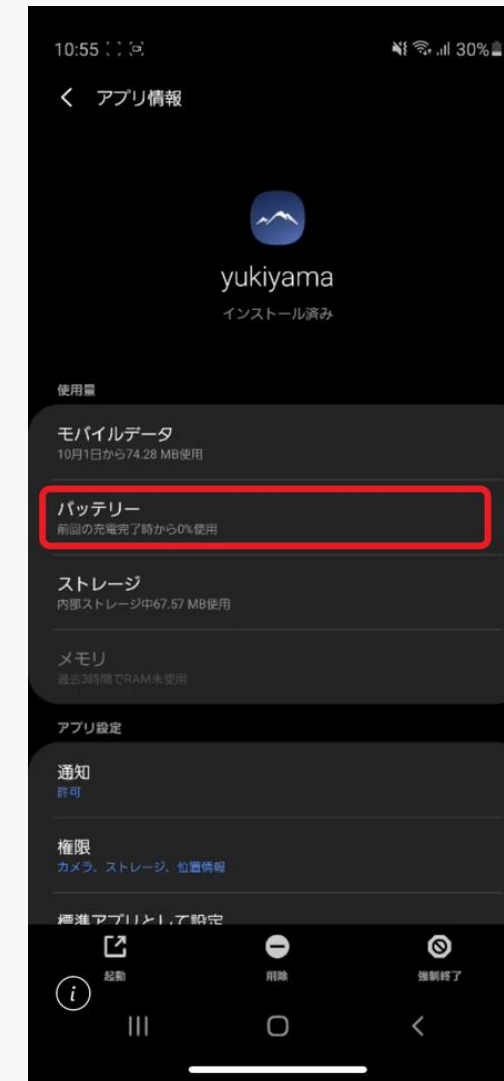 10:55 30%
アプリ情報
yukiyama
インストール済み
使用量
モバイルデータ
10月1日から74.28 MB使用
バッテリー
前回の充電完了時から0%使用
ストレージ
内部ストレージ中67.57 MB使用
メモリ
過去3時間でRAM未使用
アプリ設定
通知
許可
権限
カメラ、ストレージ、位置情報
標準アプリとして設定
起動 削除 強制終了
i